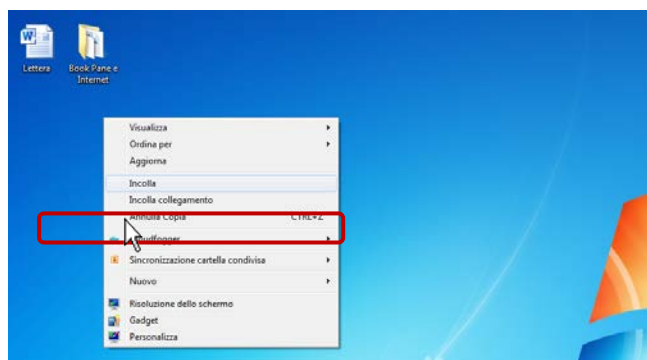 Lettera
Book Pane e
Internet
Visualizza
Ordina per
Aggiorna
Incolla
Incolla collegamento
Annulla Copia CTRL+Z
Sincronizzazione cartella condivisa
Nuovo
Risoluzione dello schermo
Gadget
Personalizza